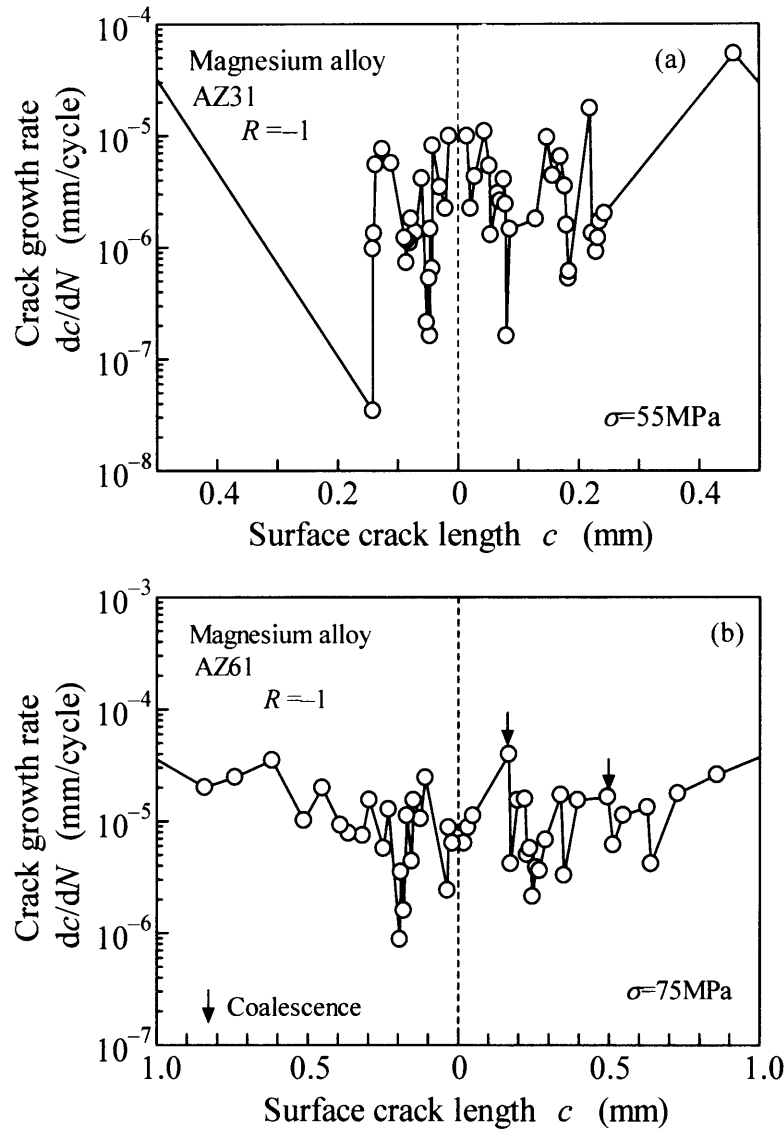 (a)
Magnesium alloy
AZ31
R=–1
σ=55MPa
10⁻⁴
10⁻⁵
10⁻⁶
10⁻⁷
10⁻⁸
Crack growth rate
dc/dN (mm/cycle)
0.4 0.2 0 0.2 0.4
Surface crack length c (mm)
(b)
Magnesium alloy
AZ61
R=–1
Coalescence
σ=75MPa
10⁻³
10⁻⁴
10⁻⁵
10⁻⁶
10⁻⁷
Crack growth rate
dc/dN (mm/cycle)
1.0 0.5 0 0.5 1.0
Surface crack length c (mm)